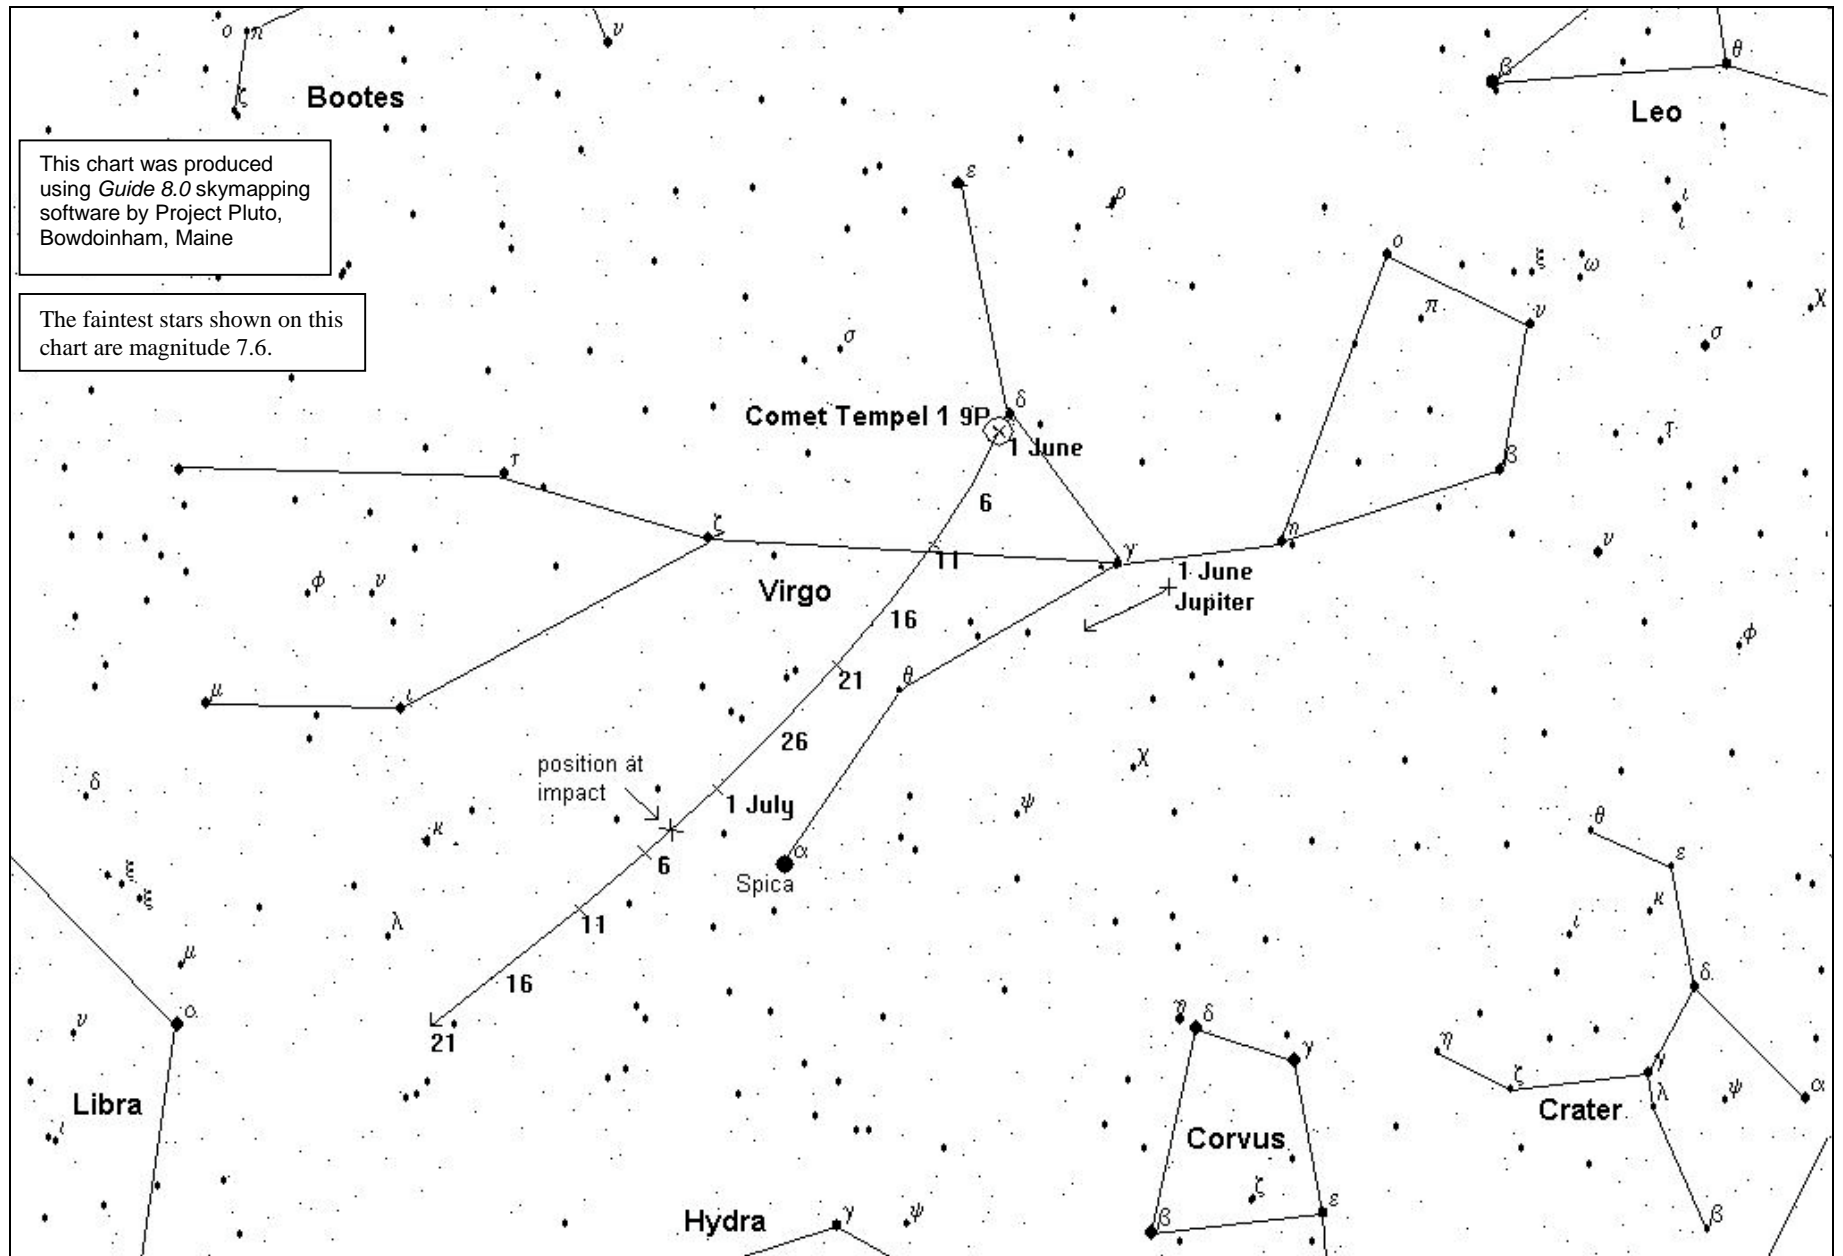 ο π
υ
ζ
Bootes
β
θ
Leo
This chart was produced
using Guide 8.0 skymapping
software by Project Pluto,
Bowdoinham, Maine
The faintest stars shown on this
chart are magnitude 7.6.
ε
ρ
ι
ι
ο
ξ
ω
π
ν
χ
σ
σ
δ
Comet Tempel 1 9P
1 June
τ
β
τ
6
ζ
γ
η
υ
11
1 June
Jupiter
φ
υ
Virgo
16
φ
21
θ
μ
ι
26
position at
impact
χ
δ
1 July
ψ
θ
κ
α
ε
6
Spica
ξ
ξ
κ
11
λ
ι
μ
δ
16
α
ν
21
η
δ
γ
η
γ
ζ
λ
ψ
α
Libra
Crater
ι
Corvus
ζ
ε
Hydra
γ
ψ
β
β